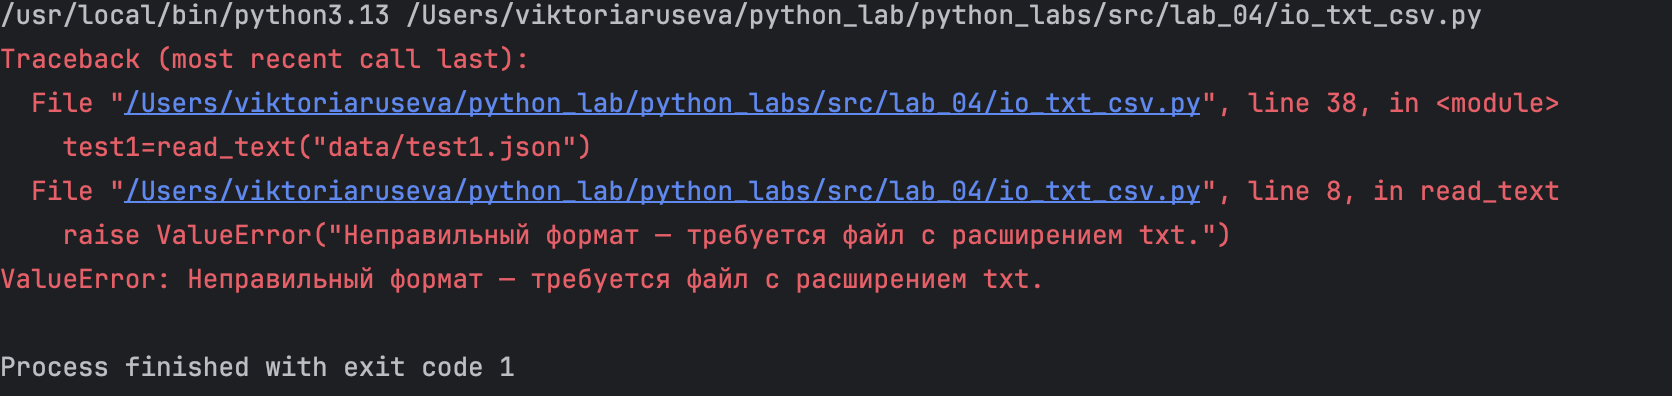 /usr/local/bin/python3.13 /Users/viktoriaruseva/python_lab/python_labs/src/lab_04/io_txt_csv.py
Traceback (most recent call last):
  File "/Users/viktoriaruseva/python_lab/python_labs/src/lab_04/io_txt_csv.py", line 38, in <module>
    test1=read_text("data/test1.json")
  File "/Users/viktoriaruseva/python_lab/python_labs/src/lab_04/io_txt_csv.py", line 8, in read_text
    raise ValueError("Неправильный формат — требуется файл с расширением txt.")
ValueError: Неправильный формат — требуется файл с расширением txt.
Process finished with exit code 1